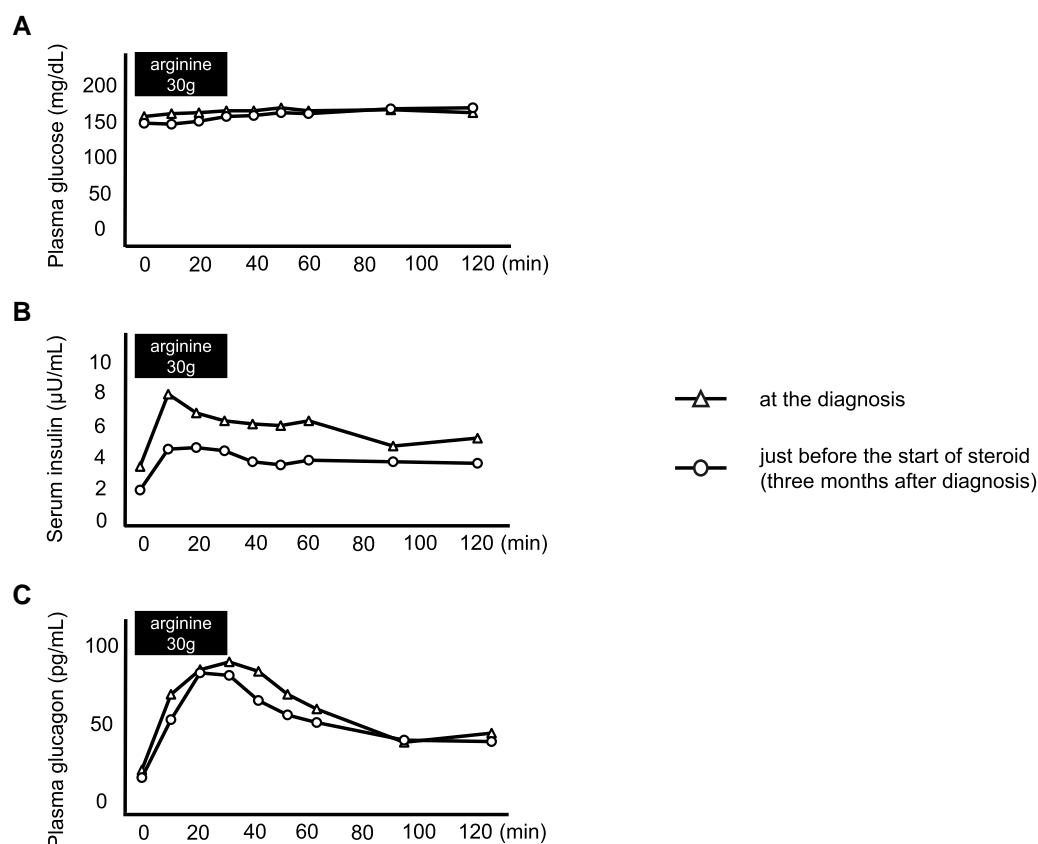 A
Plasma glucose (mg/dL)
arginine
30g
200
150
100
50
0
0 20 40 60 80 100 120 (min)
B
Serum insulin (μU/mL)
arginine
30g
10
8
6
4
2
0
0 20 40 60 80 100 120 (min)
at the diagnosis
just before the start of steroid
(three months after diagnosis)
C
Plasma glucagon (pg/mL)
arginine
30g
100
50
0
0 20 40 60 80 100 120 (min)